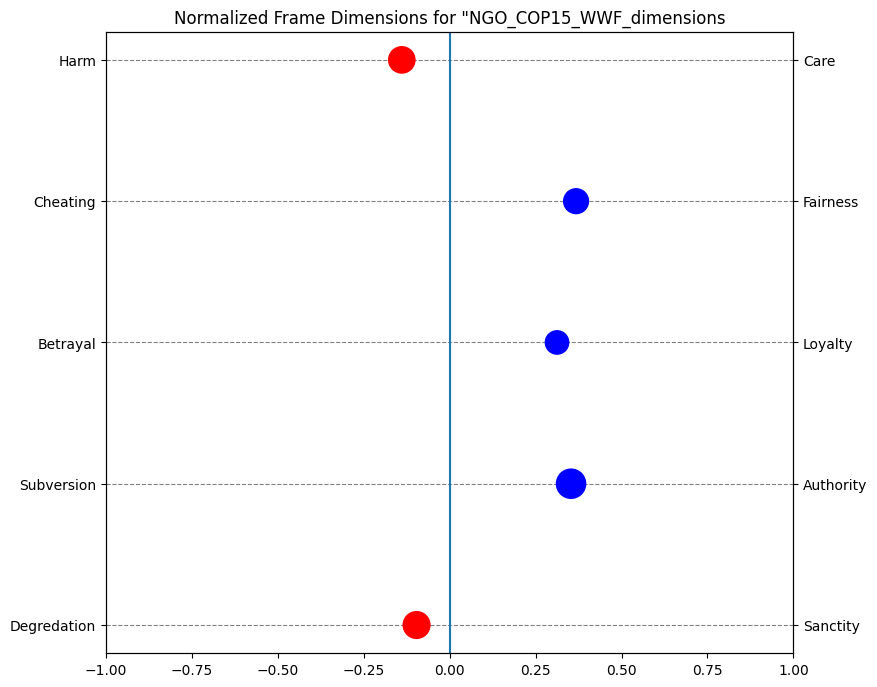 Normalized Frame Dimensions for "NGO_COP15_WWF_dimensions
Harm
Care
Cheating
Fairness
Betrayal
Loyalty
Subversion
Authority
Degredation
Sanctity
−1.00 −0.75 −0.50 −0.25 0.00 0.25 0.50 0.75 1.00